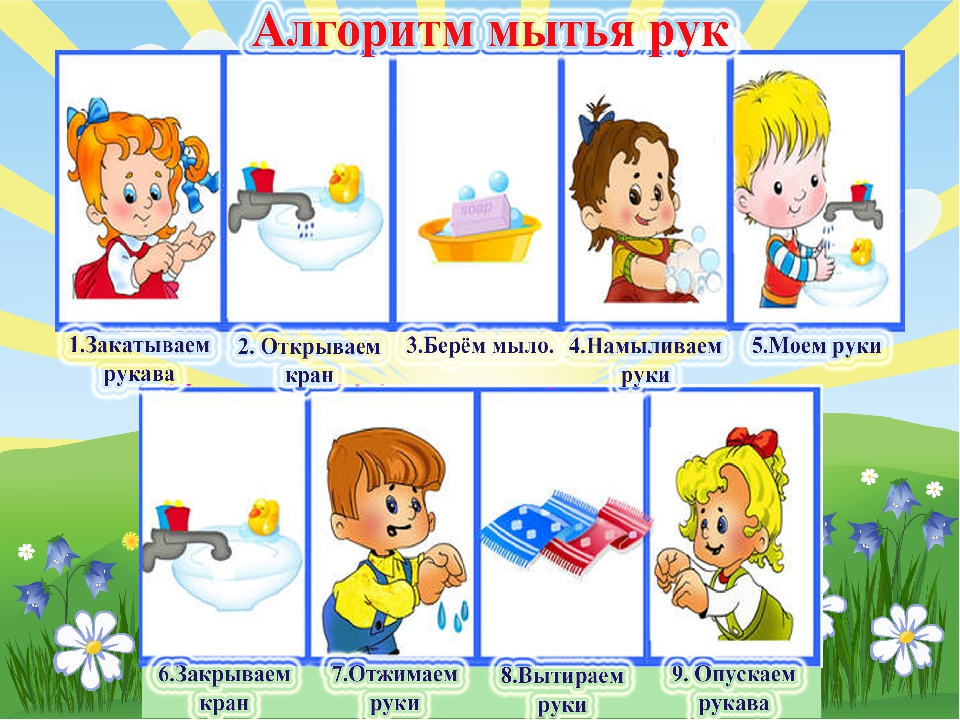 Алгоритм мытья рук
soap
1.Закатываем
рукава
2. Открываем
кран
3.Берём мыло.
4.Намыливаем
руки
5.Моем руки
6.Закрываем
кран
7.Отжимаем
руки
8.Вытираем
руки
9. Опускаем
рукава